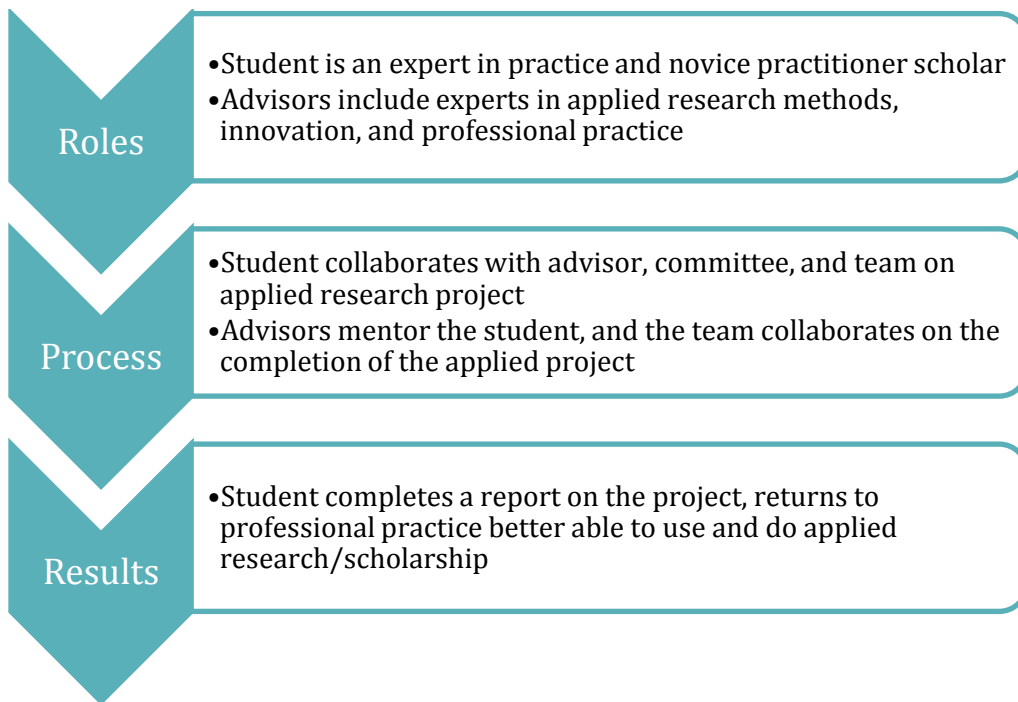 Roles
•Student is an expert in practice and novice practitioner scholar
•Advisors include experts in applied research methods,
innovation, and professional practice
Process
•Student collaborates with advisor, committee, and team on
applied research project
•Advisors mentor the student, and the team collaborates on the
completion of the applied project
Results
•Student completes a report on the project, returns to
professional practice better able to use and do applied
research/scholarship